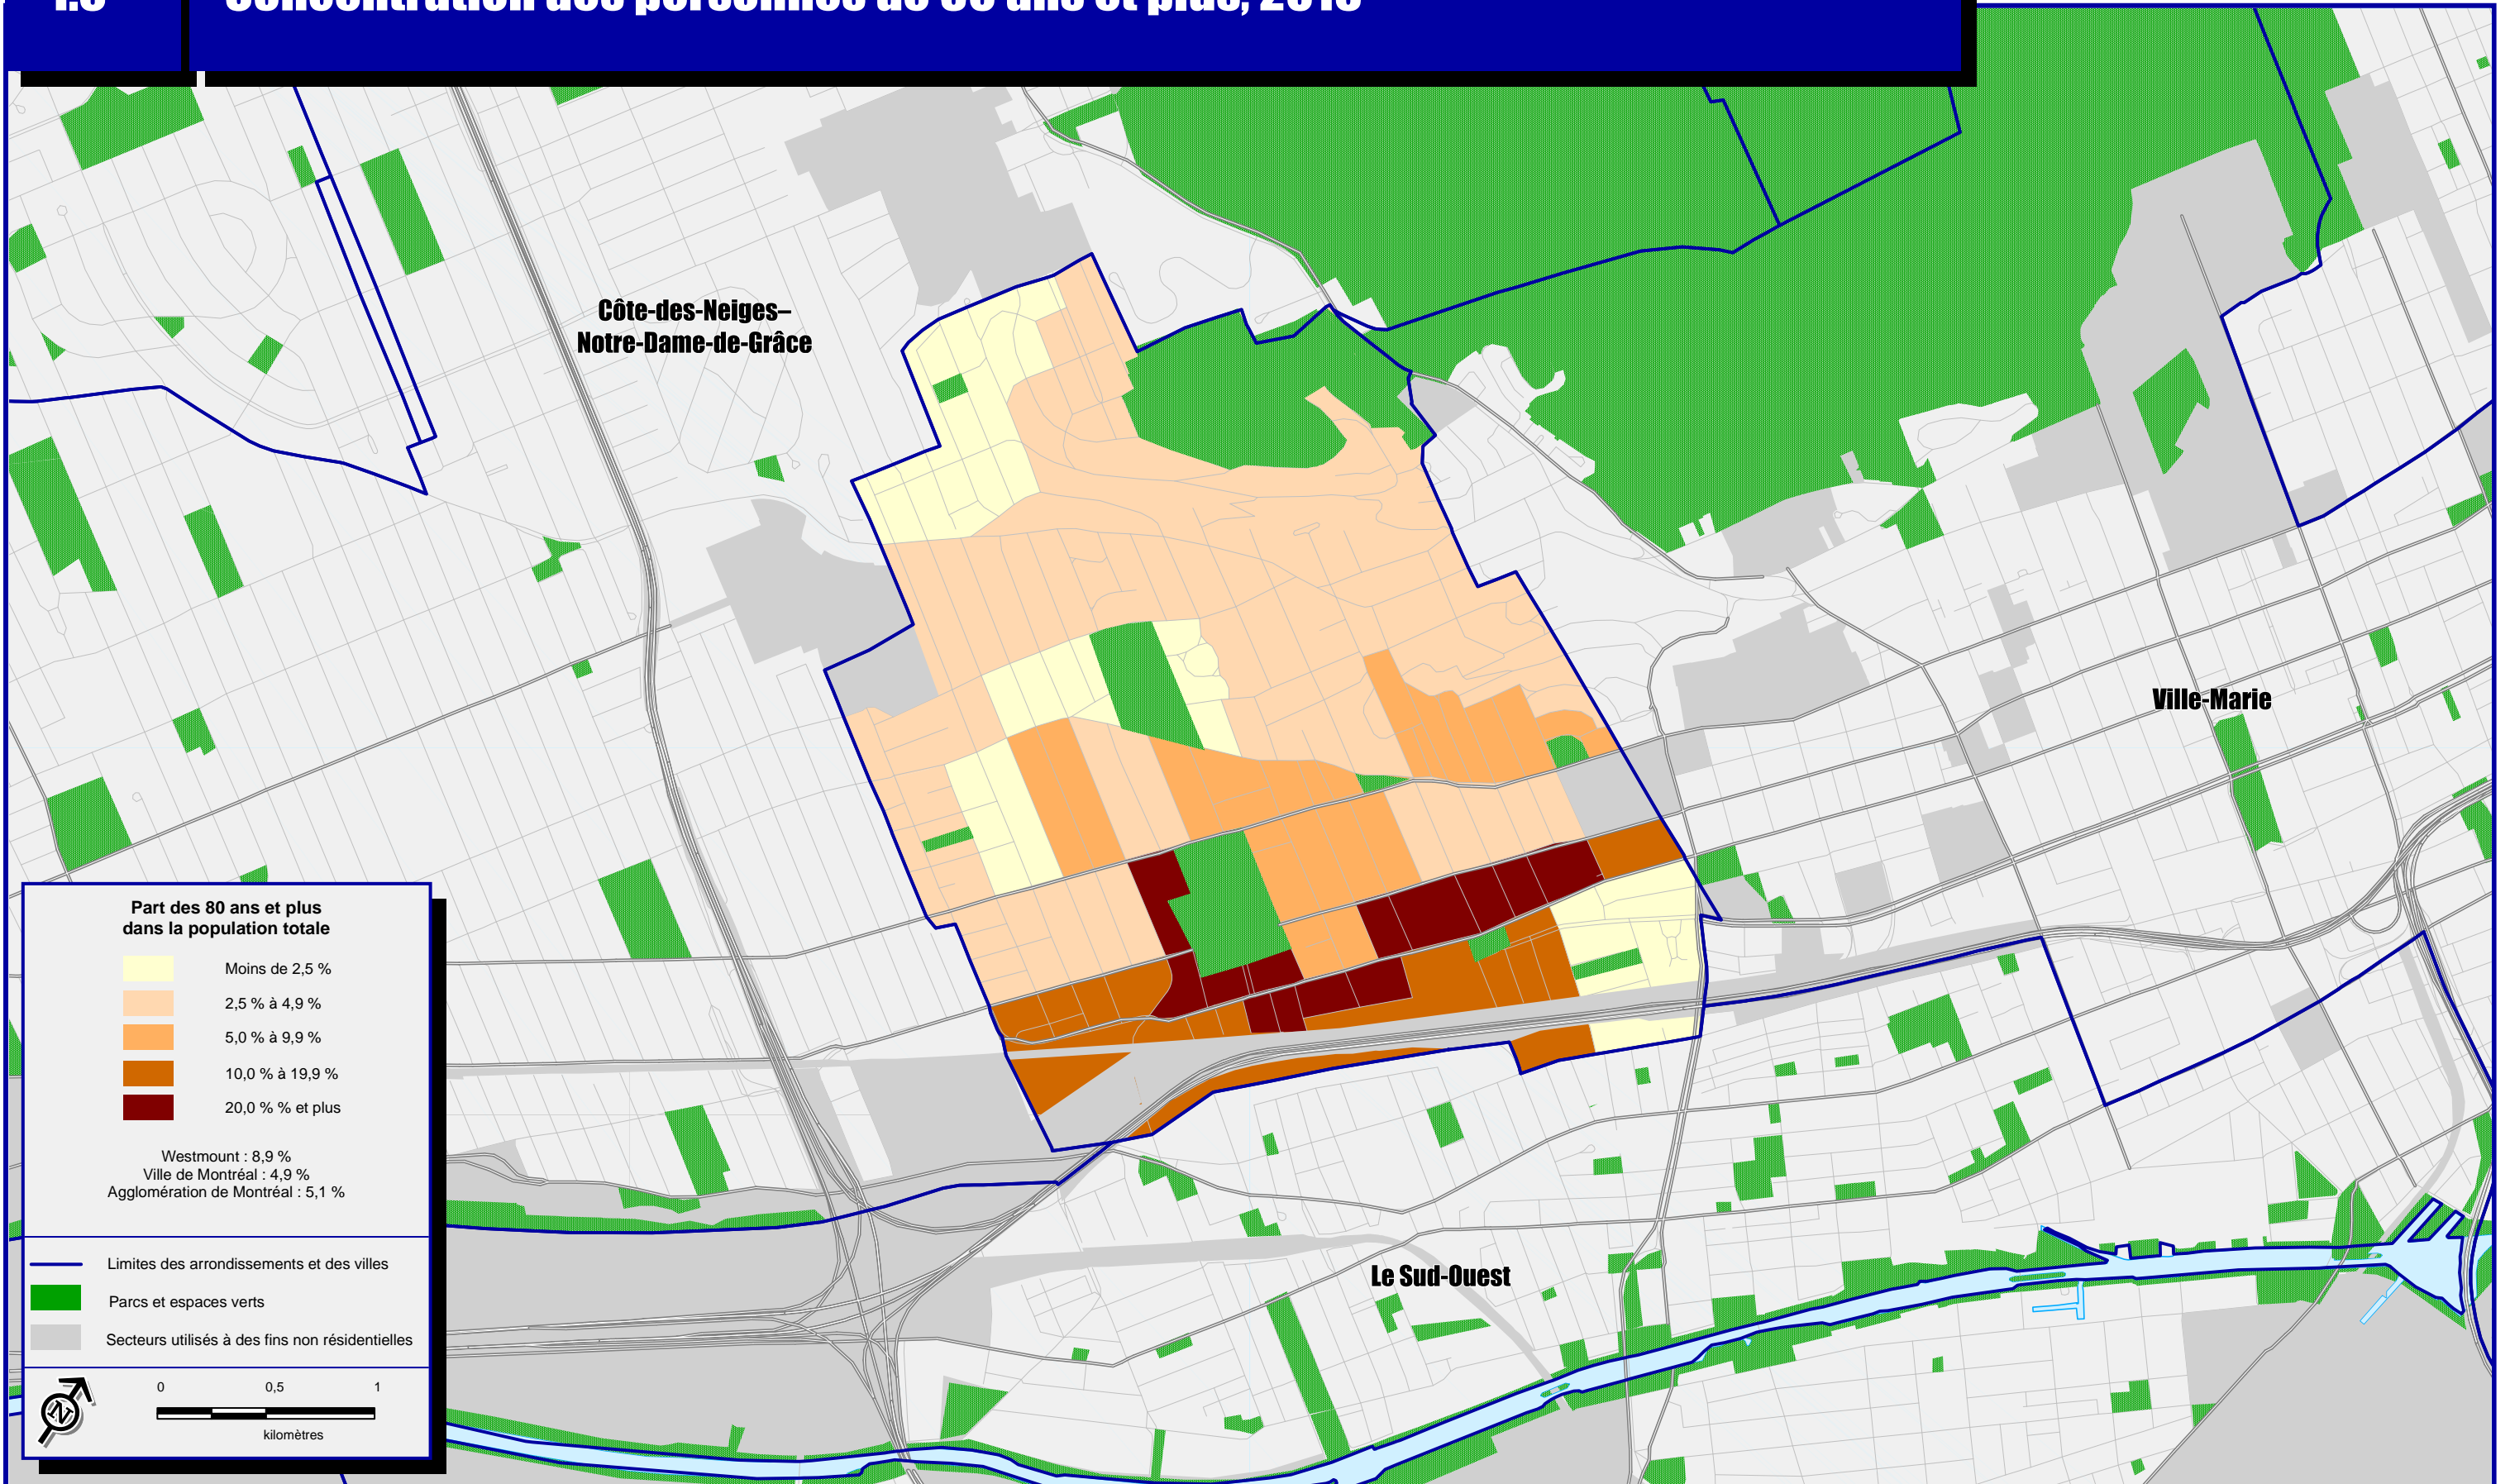 Côte-des-Neiges–
Notre-Dame-de-Grâce
Ville-Marie
Le Sud-Ouest
Part des 80 ans et plus
dans la population totale
Moins de 2,5 %
2,5 % à 4,9 %
5,0 % à 9,9 %
10,0 % à 19,9 %
20,0 % % et plus
Westmount : 8,9 %
Ville de Montréal : 4,9 %
Agglomération de Montréal : 5,1 %
Limites des arrondissements et des villes
Parcs et espaces verts
Secteurs utilisés à des fins non résidentielles
N
0 0,5 1
kilomètres